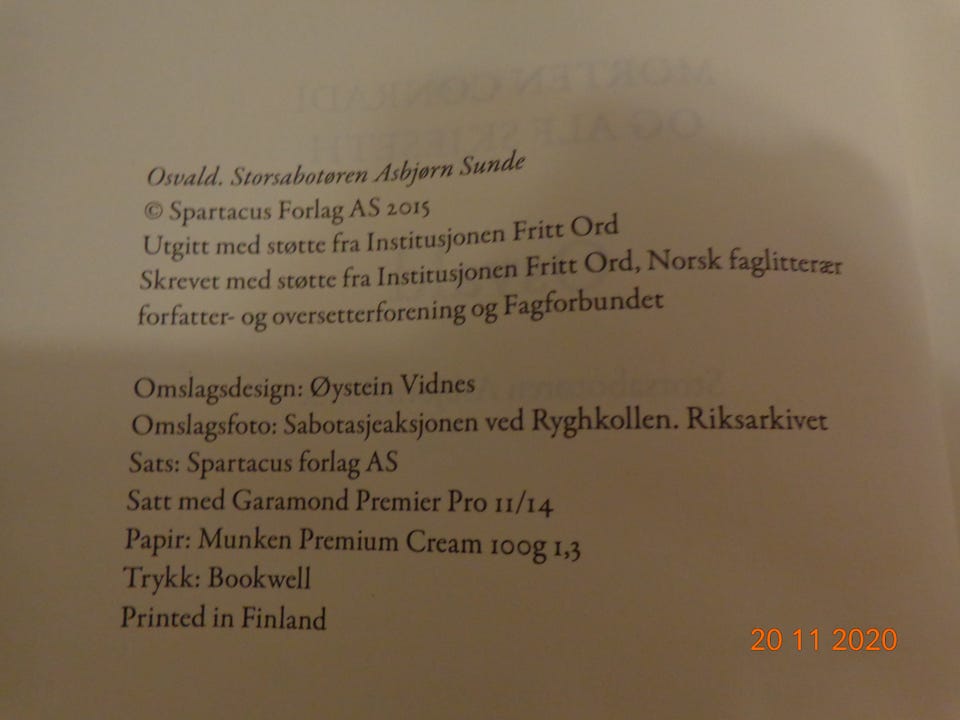 Osvald. Storsabotøren Asbjørn Sunde
© Spartacus Forlag AS 2015
Utgitt med støtte fra Institusjonen Fritt Ord
Skrevet med støtte fra Institusjonen Fritt Ord, Norsk faglitterær
forfatter- og oversetterforening og Fagforbundet
Omslagsdesign: Øystein Vidnes
Omslagsfoto: Sabotasjeaksjonen ved Ryghkollen. Riksarkivet
Sats: Spartacus forlag AS
Satt med Garamond Premier Pro 11/14
Papir: Munken Premium Cream 100g 1,3
Trykk: Bookwell
Printed in Finland
20 11 2020